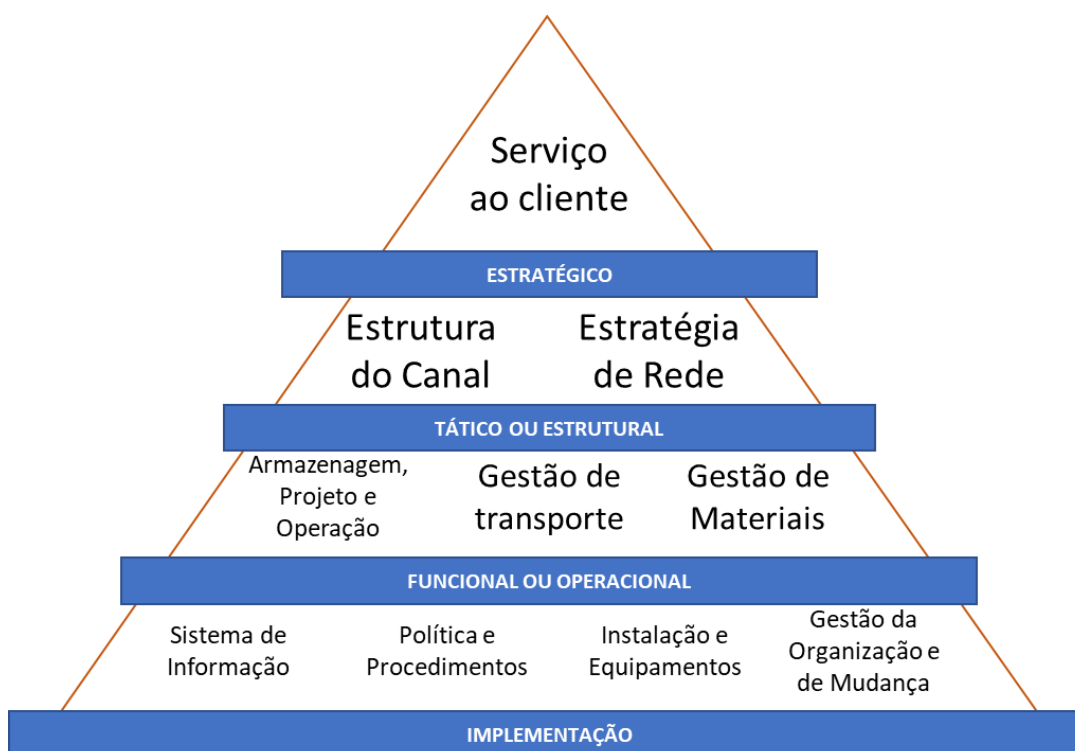 Serviço
ao cliente
ESTRATÉGICO
Estrutura
do Canal
Estratégia
de Rede
TÁTICO OU ESTRUTURAL
Armazenagem,
Projeto e
Operação
Gestão de
transporte
Gestão de
Materiais
FUNCIONAL OU OPERACIONAL
Sistema de
Informação
Política e
Procedimentos
Instalação e
Equipamentos
Gestão da
Organização e
de Mudança
IMPLEMENTAÇÃO